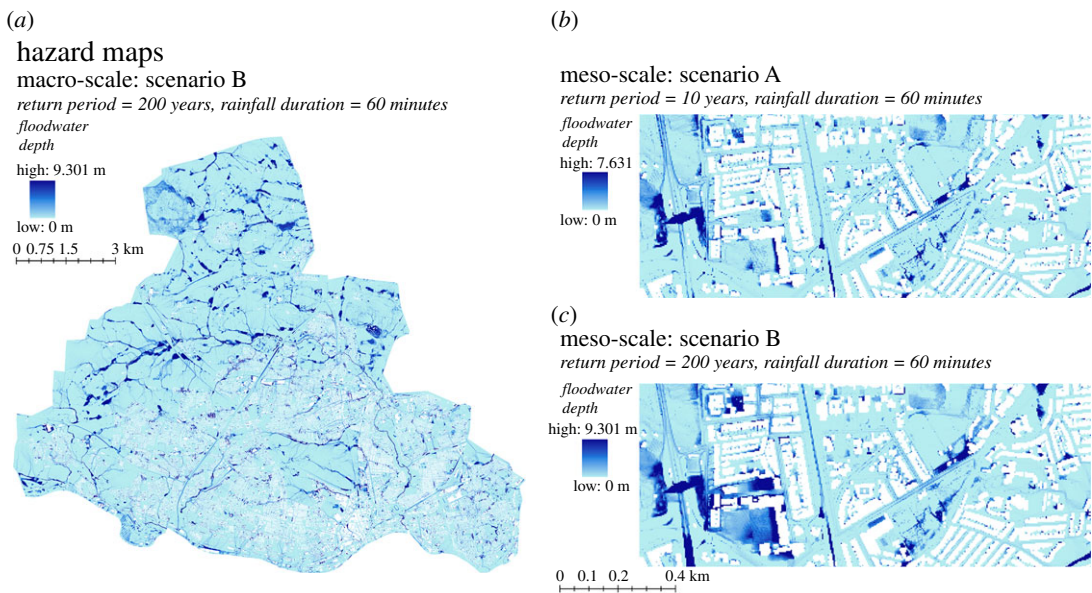 (a)
hazard maps
macro-scale: scenario B
return period = 200 years, rainfall duration = 60 minutes
floodwater
depth
high: 9.301 m
low: 0 m
0 0.75 1.5 3 km
(b)
meso-scale: scenario A
return period = 10 years, rainfall duration = 60 minutes
floodwater
depth
high: 7.631
low: 0 m
(c)
meso-scale: scenario B
return period = 200 years, rainfall duration = 60 minutes
floodwater
depth
high: 9.301 m
low: 0 m
0 0.1 0.2 0.4 km